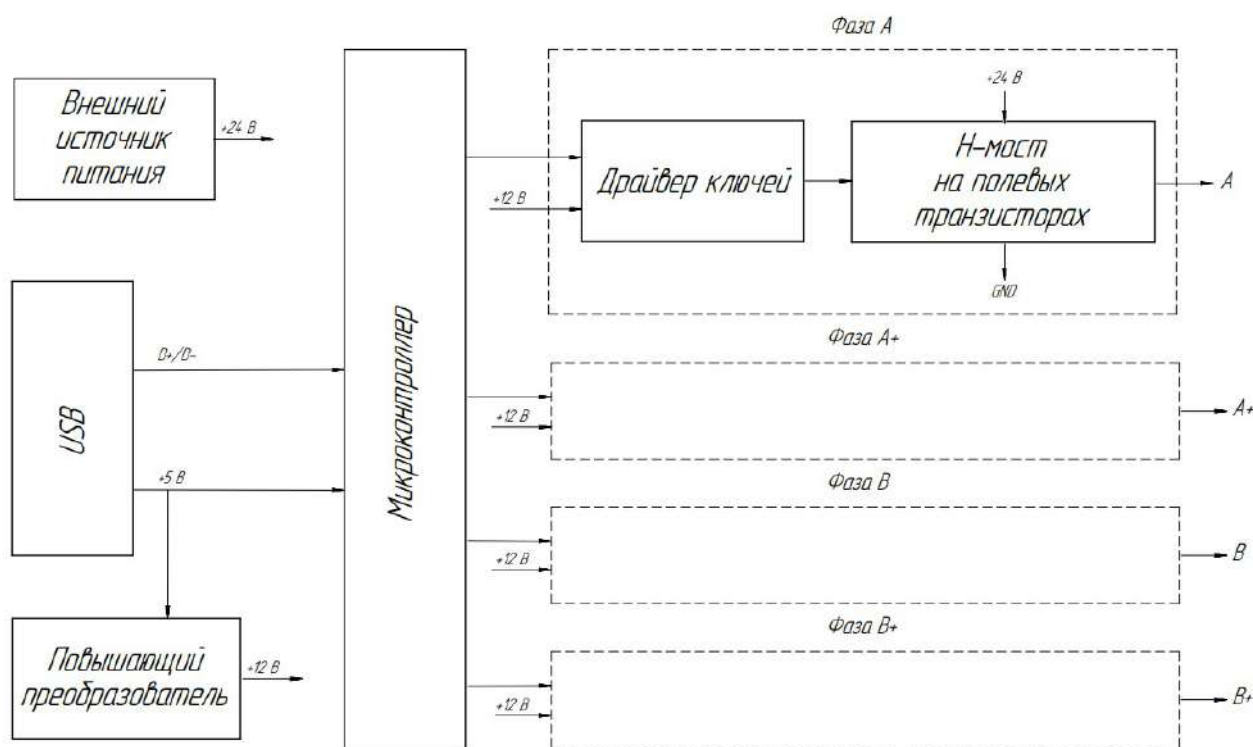 Фаза А
Внешний
источник
питания
+24 В
+24 В
Драйвер ключей
+12 В
Н-мост
на полевых
транзисторах
А
GND
Фаза А+
USB
D+/D-
+5 В
Микроконтроллер
+12 В
А+
Фаза В
+12 В
В
Фаза В+
Повышающий
преобразователь
+12 В
+12 В
В+